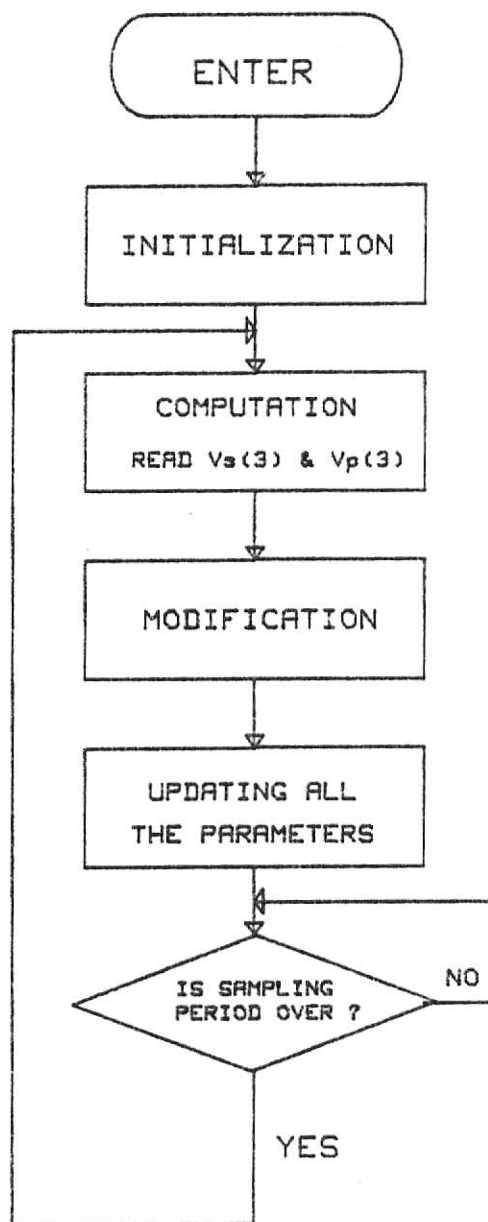 ENTER
INITIALIZATION
COMPUTATION
READ Vs(3) & Vp(3)
MODIFICATION
UPDATING ALL
THE PARAMETERS
IS SAMPLING
PERIOD OVER ?
NO
YES